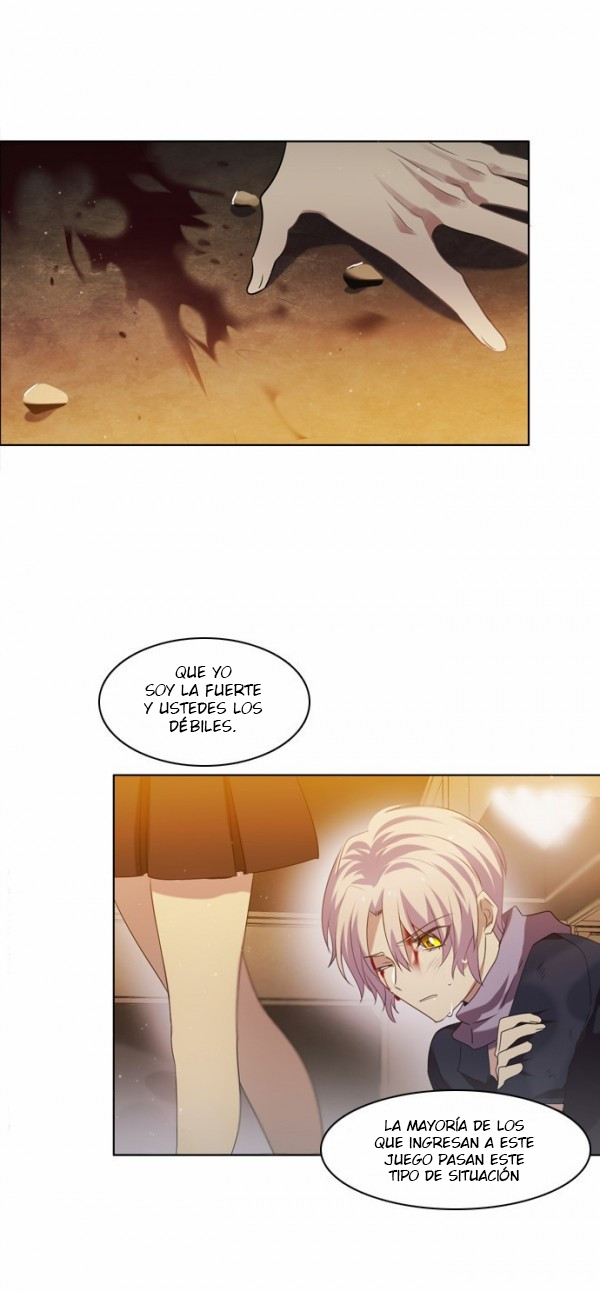 QUE YO
SOY LA FUERTE
Y USTEDES LOS
DÉBILES.
LA MAYORÍA DE LOS
QUE INGRESAN A ESTE
JUEGO PASAN ESTE
TIPO DE SITUACIÓN